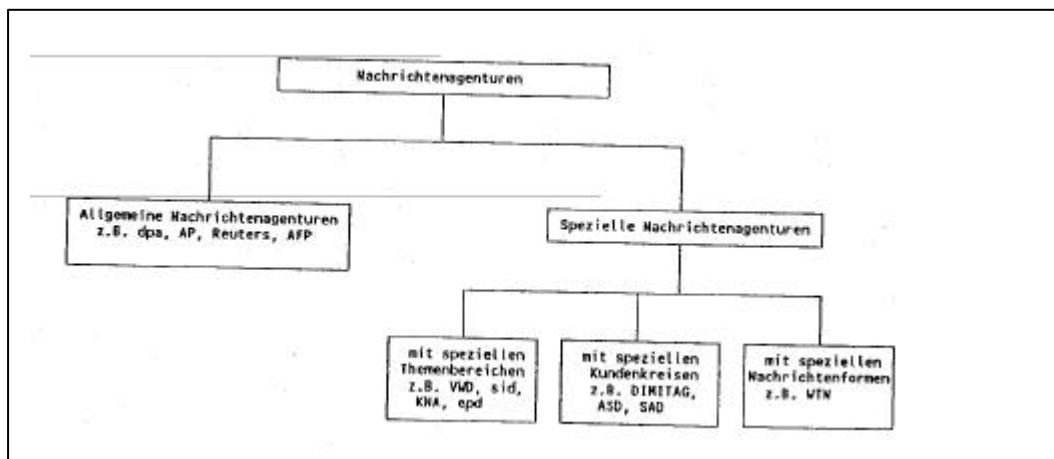 Nachrichtenagenturen
Allgemeine Nachrichtenagenturen
z.B. dpa, AP, Reuters, AFP
Spezielle Nachrichtenagenturen
mit speziellen
Themenbereichen
z.B. VWD, sid,
KNA, epd
mit speziellen
Kundenkreisen
z.B. DIMITAG,
ASD, SAD
mit speziellen
Nachrichtenformen
z.B. WTN